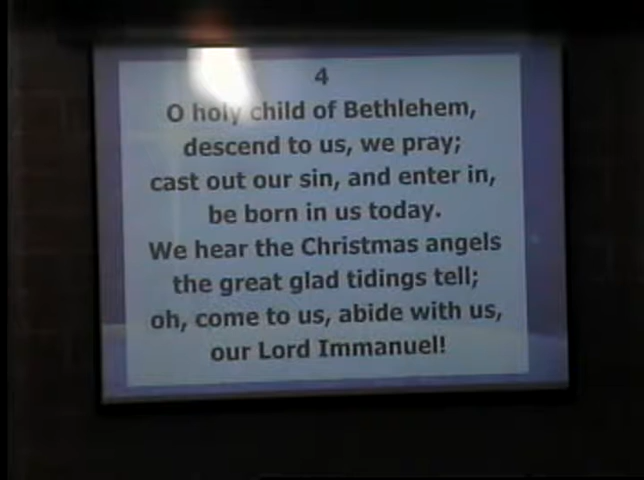 4
O holy child of Bethlehem,
descend to us, we pray;
cast out our sin, and enter in,
be born in us today.
We hear the Christmas angels
the great glad tidings tell;
oh, come to us, abide with us,
our Lord Immanuel!